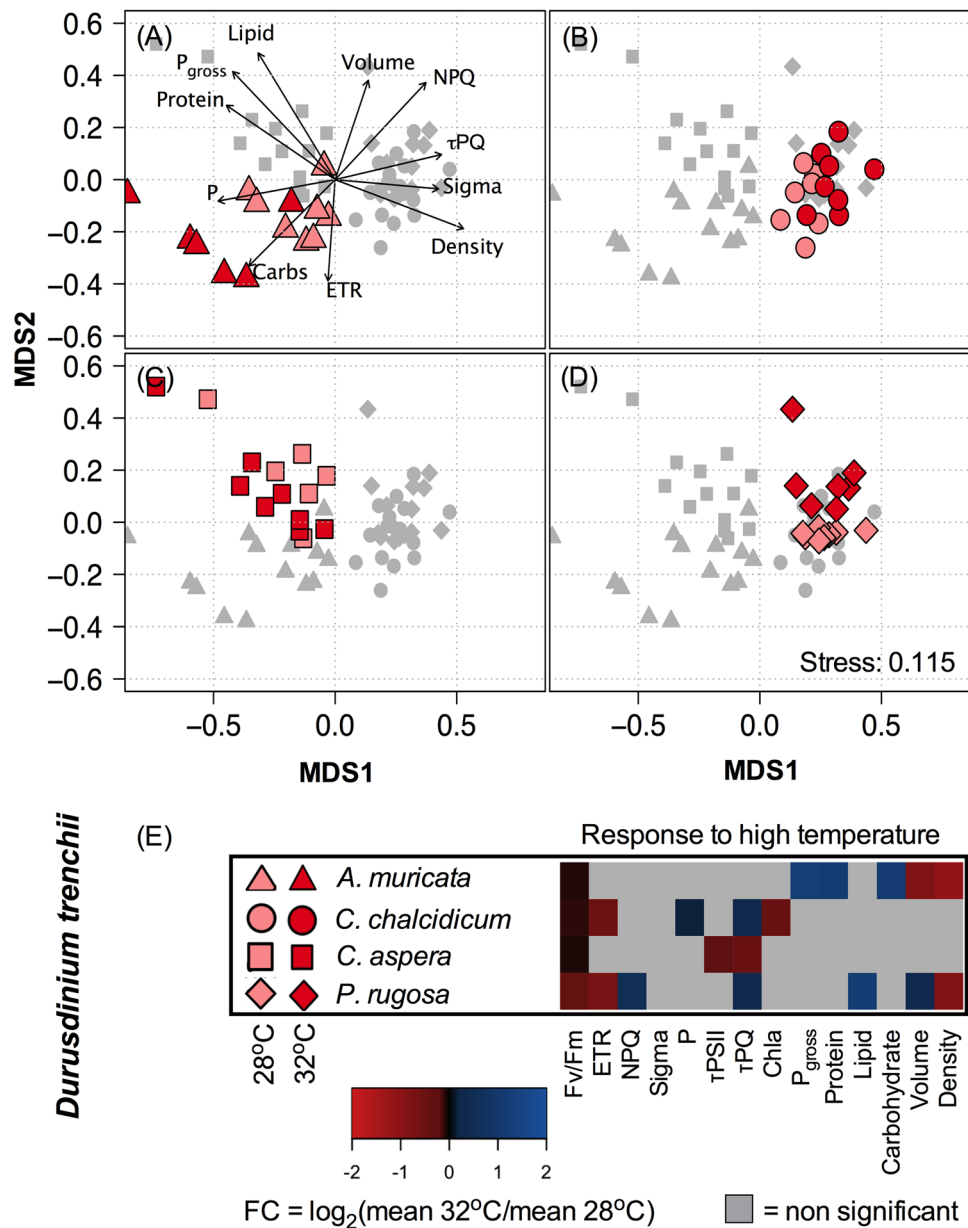 (A)
Lipid
Pgross
Protein
Volume
NPQ
τPQ
Sigma
Density
P
Carbs
ETR
0.6
0.4
0.2
0.0
−0.2
−0.4
−0.6
(B)
MDS2
(C)
0.6
0.4
0.2
0.0
−0.2
−0.4
−0.6
−0.5
0.0
0.5
MDS1
(D)
Stress: 0.115
−0.5
0.0
0.5
MDS1
(E)
Response to high temperature
Durusdinium trenchii
A. muricata
C. chalcidicum
C. aspera
P. rugosa
28°C
32°C
Fv/Fm
ETR
NPQ
Sigma
P
τPSII
τPQ
Chla
Pgross
Protein
Lipid
Carbohydrate
Volume
Density
-2 -1 0 1 2
FC = log2(mean 32°C/mean 28°C)
= non significant